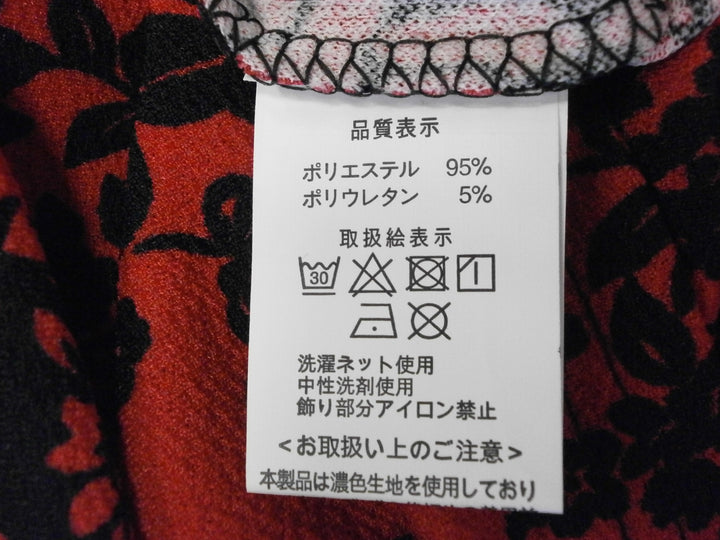 品質表示
ポリエステル 95%
ポリウレタン 5%
取扱絵表示
30
洗濯ネット使用
中性洗剤使用
飾り部分アイロン禁止
<お取扱い上のご注意>
本製品は濃色生地を使用しており